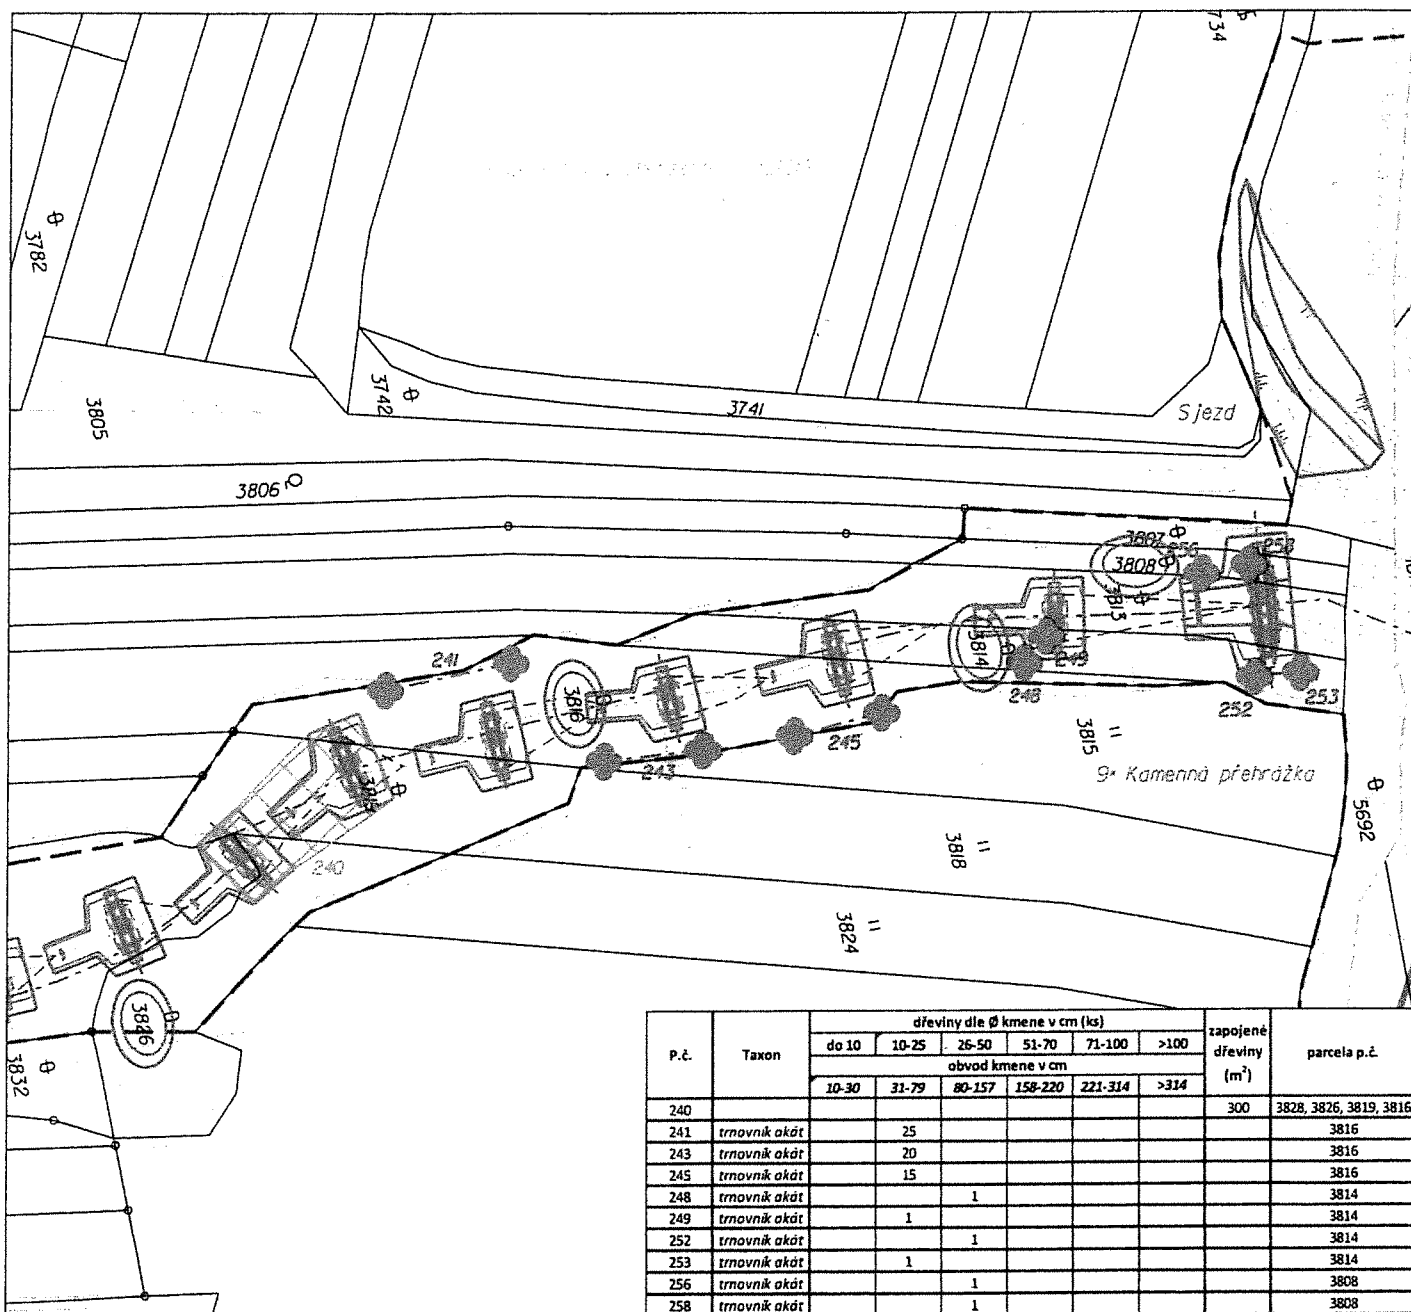 734
3782
3742
3741
Sjezd
3805
3806
3807
256
258
3808
3813
241
3814
249
3816
248
252
253
245
3815
243
9× Kamenná přehrážka
5692
3818
240
3824
3826
3832
P.č. Taxon dřeviny dle Ø kmene v cm (ks) zapojené dřeviny (m²) parcela p.č.
do 10 10-25 26-50 51-70 71-100 >100
obvod kmene v cm
10-30 31-79 80-157 158-220 221-314 >314
240 300 3828, 3826, 3819, 3816
241 trnovník akát 25 3816
243 trnovník akát 20 3816
245 trnovník akát 15 3816
248 trnovník akát 1 3814
249 trnovník akát 1 3814
252 trnovník akát 1 3814
253 trnovník akát 1 3814
256 trnovník akát 1 3808
258 trnovník akát 1 3808